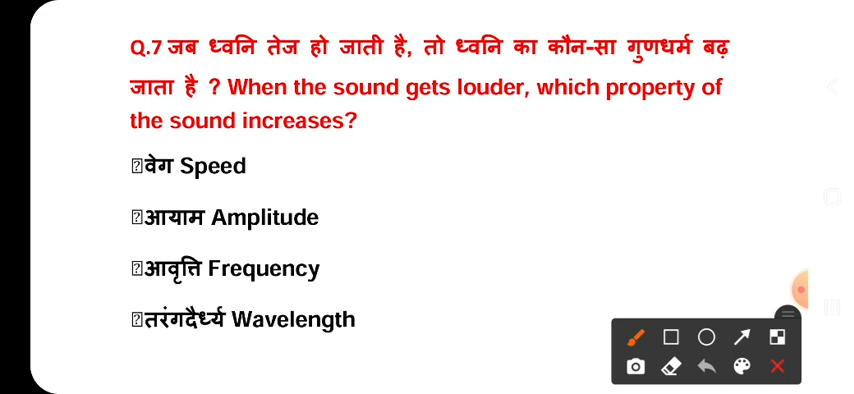 Q.7 जब ध्वनि तेज हो जाती है, तो ध्वनि का कौन-सा गुणधर्म बढ़
जाता है ? When the sound gets louder, which property of
the sound increases?
वेग Speed
आयाम Amplitude
आवृत्ति Frequency
तरंगदैर्ध्य Wavelength